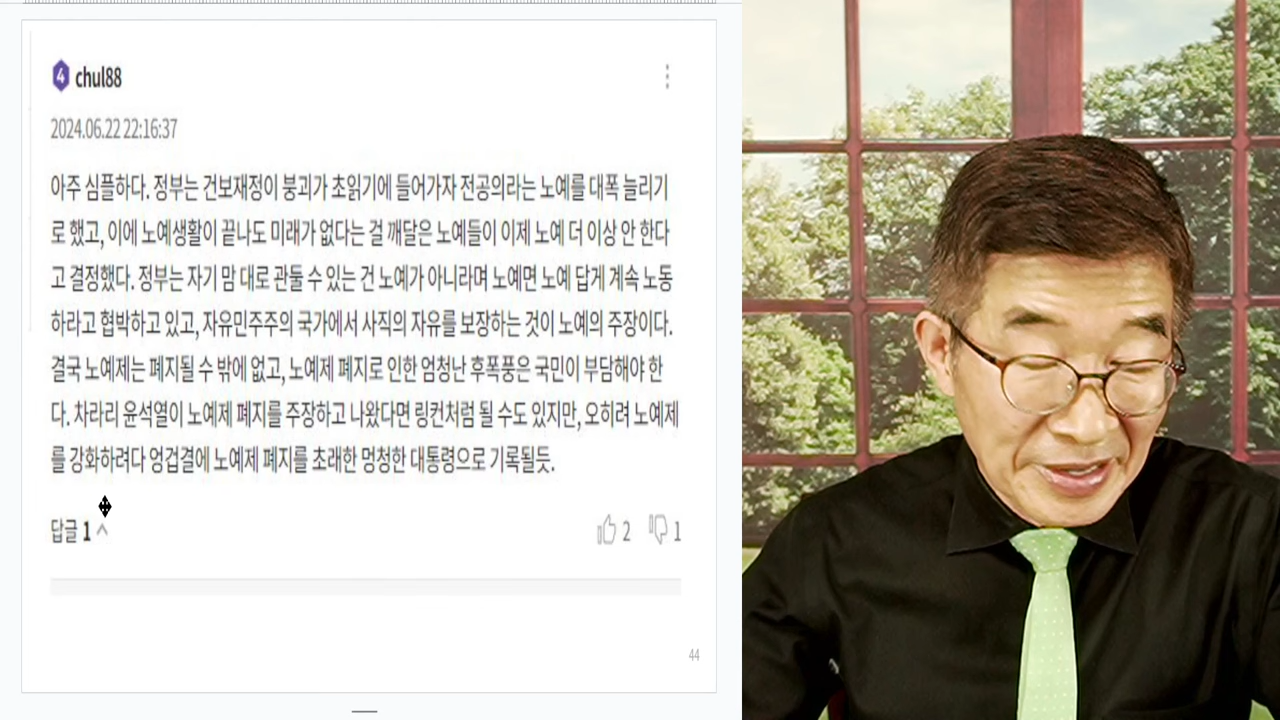 4 chul88
2024.06.22 22:16:37
아주 심플하다. 정부는 건보재정이 붕괴가 초읽기에 들어가자 전공의라는 노예를 대폭 늘리기
로 했고, 이에 노예생활이 끝나도 미래가 없다는 걸 깨달은 노예들이 이제 노예 더 이상 안 한다
고 결정했다. 정부는 자기 맘 대로 관둘 수 있는 건 노예가 아니라며 노예면 노예 답게 계속 노동
하라고 협박하고 있고, 자유민주주의 국가에서 사직의 자유를 보장하는 것이 노예의 주장이다.
결국 노예제는 폐지될 수 밖에 없고, 노예제 폐지로 인한 엄청난 후폭풍은 국민이 부담해야 한
다. 차라리 윤석열이 노예제 폐지를 주장하고 나왔다면 링컨처럼 될 수도 있지만, 오히려 노예제
를 강화하려다 엉겁결에 노예제 폐지를 초래한 멍청한 대통령으로 기록될듯.
답글 1
2 1
44